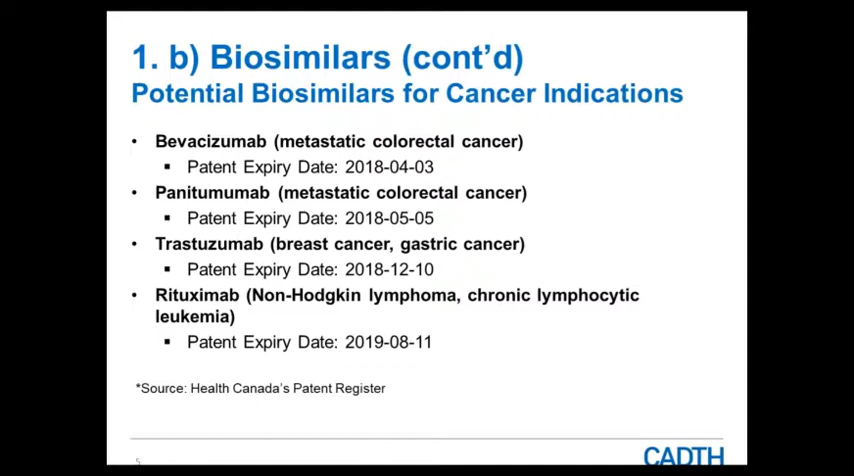 1. b) Biosimilars (cont'd)
Potential Biosimilars for Cancer Indications
• Bevacizumab (metastatic colorectal cancer)
▪ Patent Expiry Date: 2018-04-03
• Panitumumab (metastatic colorectal cancer)
▪ Patent Expiry Date: 2018-05-05
• Trastuzumab (breast cancer, gastric cancer)
▪ Patent Expiry Date: 2018-12-10
• Rituximab (Non-Hodgkin lymphoma, chronic lymphocytic
leukemia)
▪ Patent Expiry Date: 2019-08-11
*Source: Health Canada's Patent Register
5
CADTH